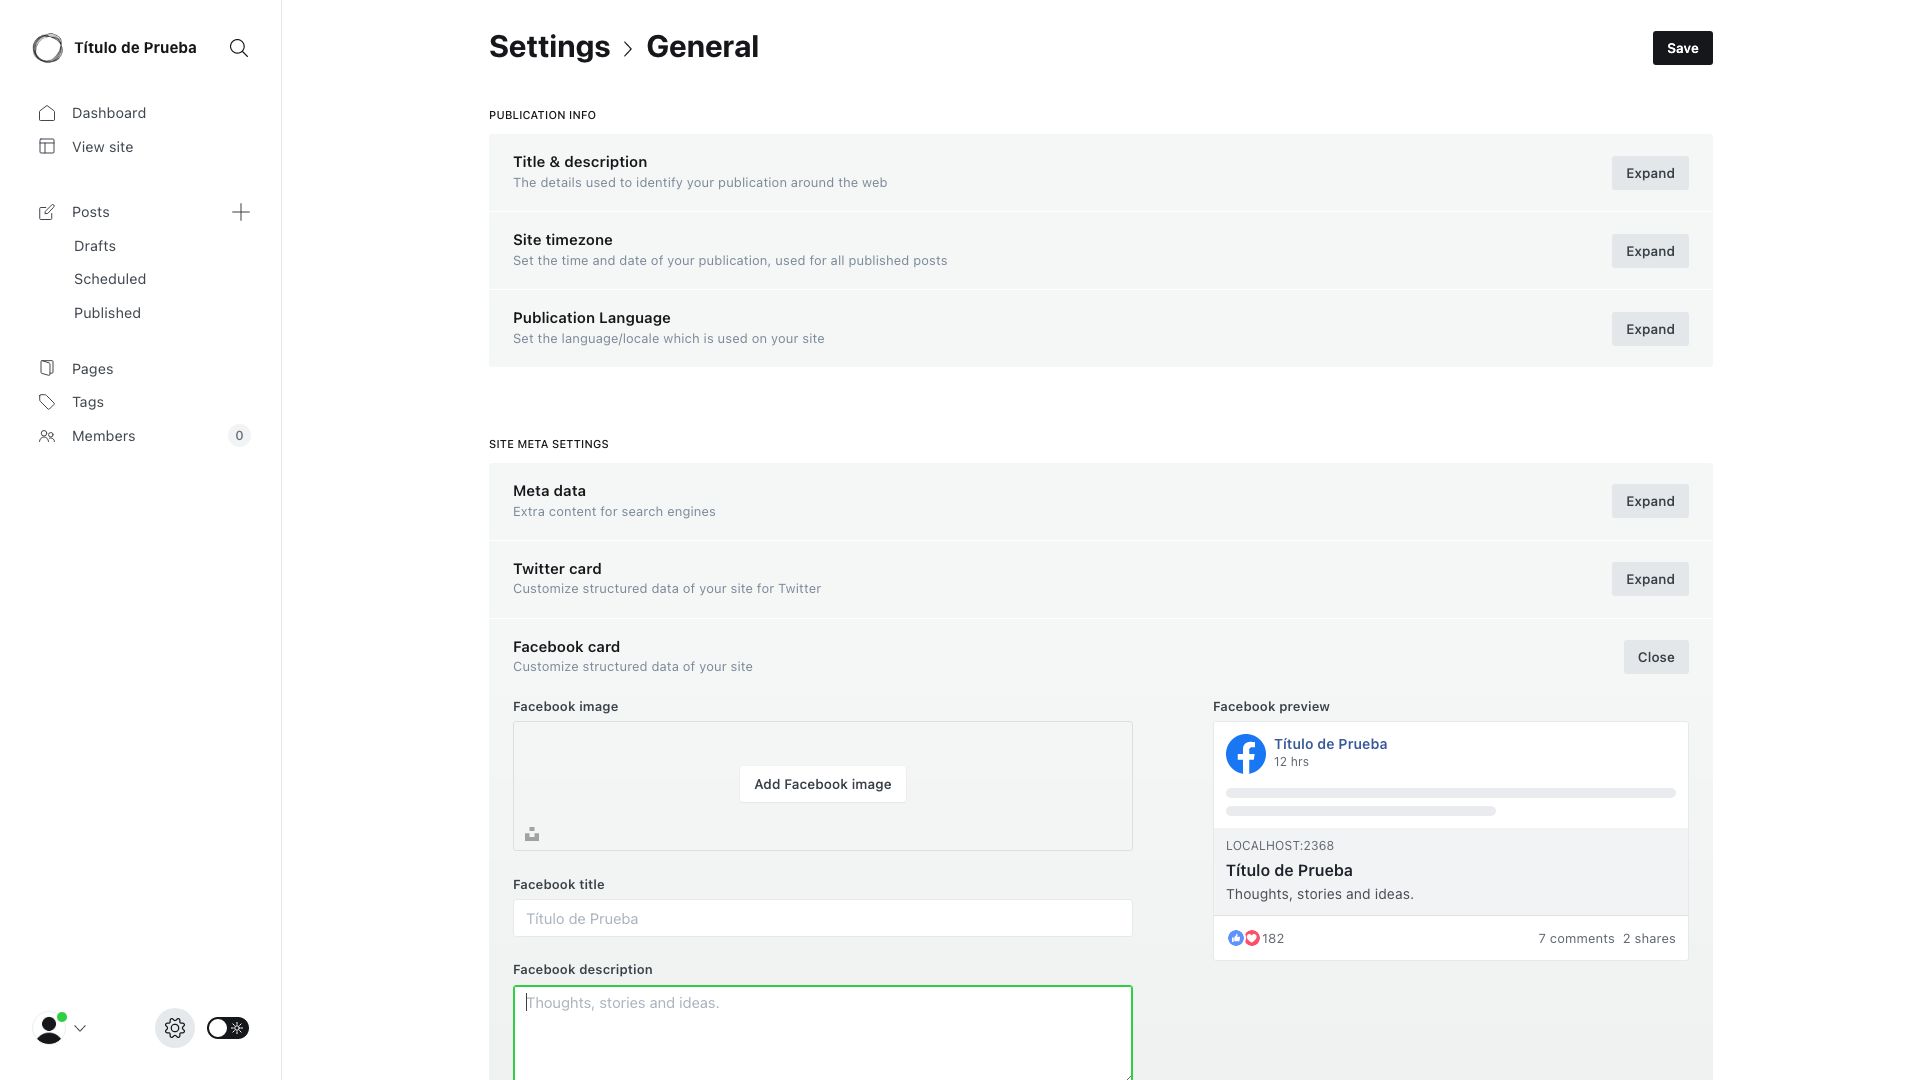 Título de Prueba
Dashboard
View site
Posts
Drafts
Scheduled
Published
Pages
Tags
Members 0
Settings > General
Save
PUBLICATION INFO
Title & description
The details used to identify your publication around the web
Expand
Site timezone
Set the time and date of your publication, used for all published posts
Expand
Publication Language
Set the language/locale which is used on your site
Expand
SITE META SETTINGS
Meta data
Extra content for search engines
Expand
Twitter card
Customize structured data of your site for Twitter
Expand
Facebook card
Customize structured data of your site
Close
Facebook image
Add Facebook image
Facebook title
Título de Prueba
Facebook description
Thoughts, stories and ideas.
Facebook preview
Título de Prueba
12 hrs
LOCALHOST:2368
Título de Prueba
Thoughts, stories and ideas.
182 7 comments 2 shares